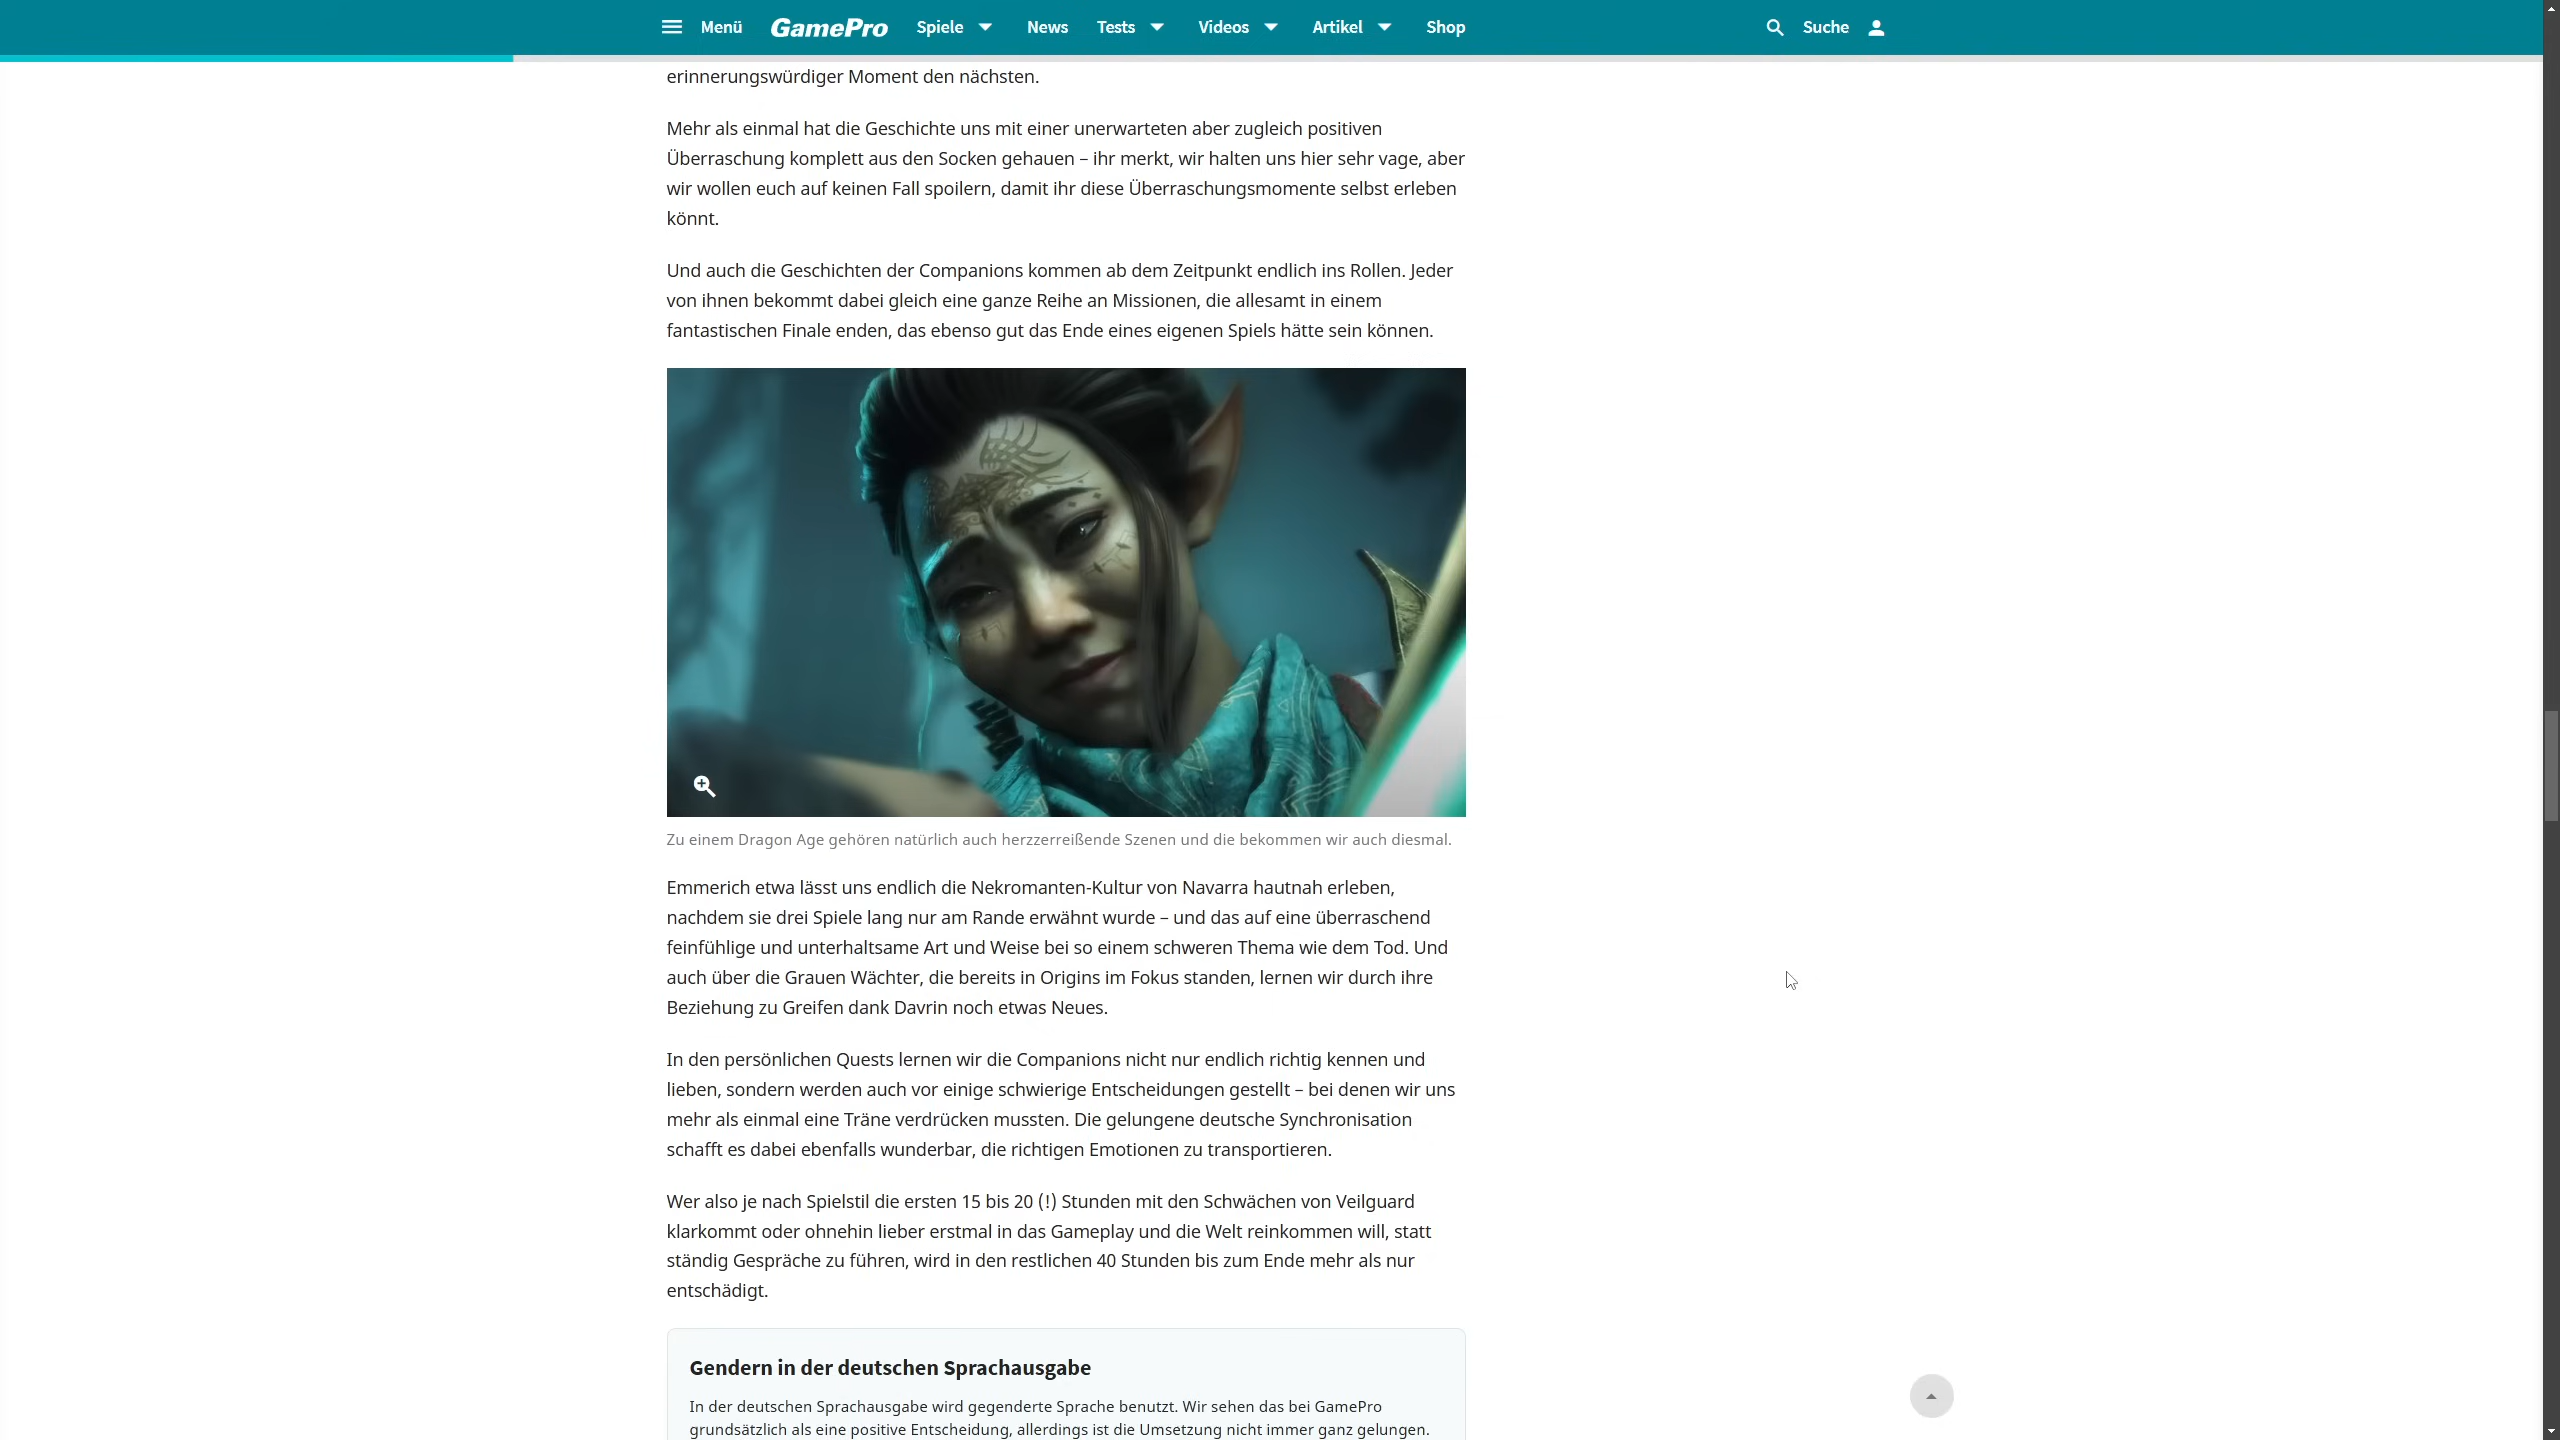 Menü GamePro Spiele News Tests Videos Artikel Shop Suche
erinnerungswürdiger Moment den nächsten.
Mehr als einmal hat die Geschichte uns mit einer unerwarteten aber zugleich positiven
Überraschung komplett aus den Socken gehauen – ihr merkt, wir halten uns hier sehr vage, aber
wir wollen euch auf keinen Fall spoilern, damit ihr diese Überraschungsmomente selbst erleben
könnt.
Und auch die Geschichten der Companions kommen ab dem Zeitpunkt endlich ins Rollen. Jeder
von ihnen bekommt dabei gleich eine ganze Reihe an Missionen, die allesamt in einem
fantastischen Finale enden, das ebenso gut das Ende eines eigenen Spiels hätte sein können.
Zu einem Dragon Age gehören natürlich auch herzzerreißende Szenen und die bekommen wir auch diesmal.
Emmerich etwa lässt uns endlich die Nekromanten-Kultur von Navarra hautnah erleben,
nachdem sie drei Spiele lang nur am Rande erwähnt wurde – und das auf eine überraschend
feinfühlige und unterhaltsame Art und Weise bei so einem schweren Thema wie dem Tod. Und
auch über die Grauen Wächter, die bereits in Origins im Fokus standen, lernen wir durch ihre
Beziehung zu Greifen dank Davrin noch etwas Neues.
In den persönlichen Quests lernen wir die Companions nicht nur endlich richtig kennen und
lieben, sondern werden auch vor einige schwierige Entscheidungen gestellt – bei denen wir uns
mehr als einmal eine Träne verdrücken mussten. Die gelungene deutsche Synchronisation
schafft es dabei ebenfalls wunderbar, die richtigen Emotionen zu transportieren.
Wer also je nach Spielstil die ersten 15 bis 20 (!) Stunden mit den Schwächen von Veilguard
klarkommt oder ohnehin lieber erstmal in das Gameplay und die Welt reinkommen will, statt
ständig Gespräche zu führen, wird in den restlichen 40 Stunden bis zum Ende mehr als nur
entschädigt.
Gendern in der deutschen Sprachausgabe
In der deutschen Sprachausgabe wird gegenderte Sprache benutzt. Wir sehen das bei GamePro
grundsätzlich als eine positive Entscheidung, allerdings ist die Umsetzung nicht immer ganz gelungen.